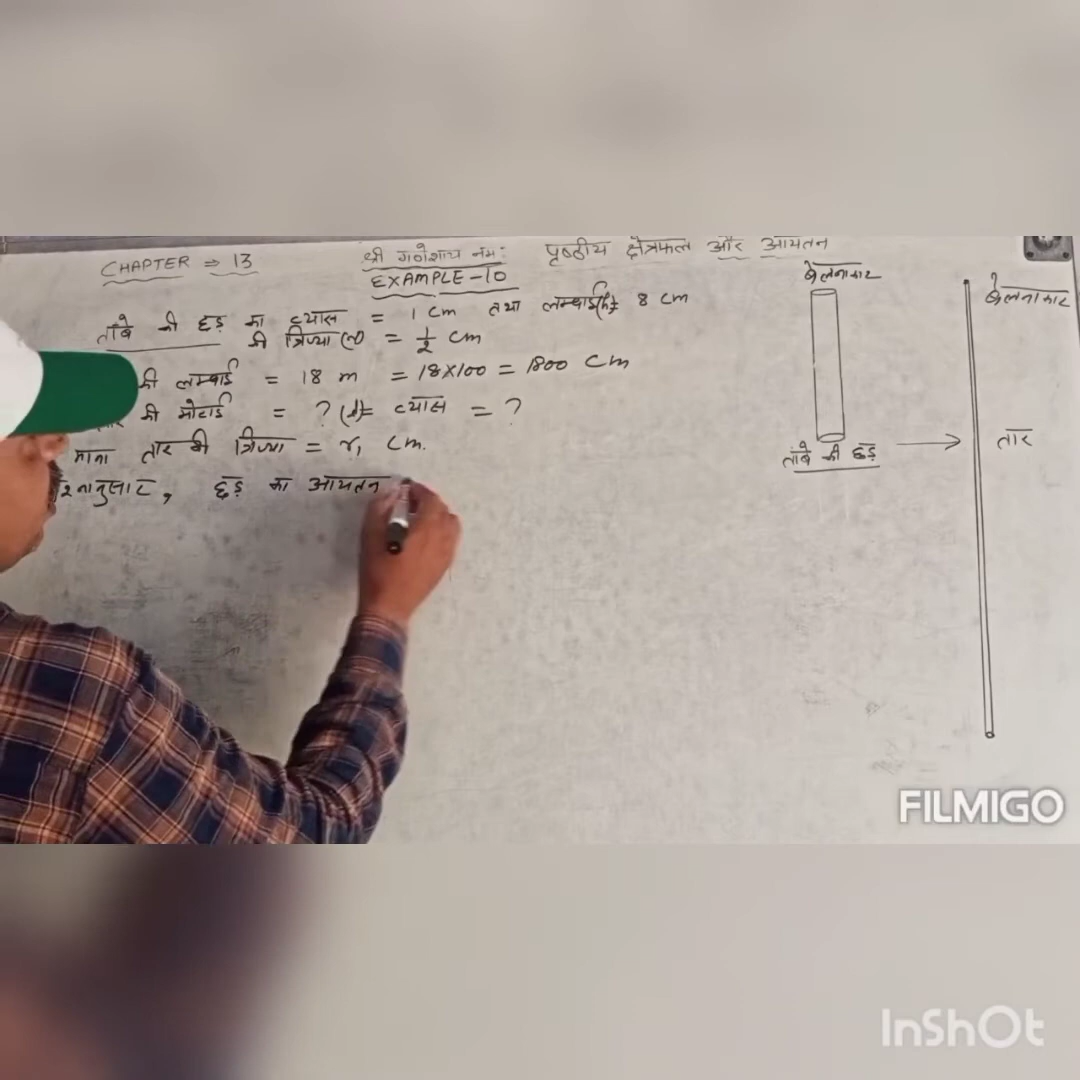 श्री गणेशाय नमः
CHAPTER ⇒ 13
पृष्ठीय क्षेत्रफल और आयतन
EXAMPLE-10
तांबे की छड़ का व्यास = 1 cm तथा लम्बाई(h)= 8 cm
की त्रिज्या (r) = 1/2 cm
की लम्बाई = 18 m = 18×100 = 1800 cm
की मोटाई = ? (d)= व्यास = ?
माना तार की त्रिज्या = r₁ cm.
श्नानुसार, छड़ का आयतन
बेलनाकार
तांबे की छड़ →
बेलनाकार
तार
FILMIGO
InShOt